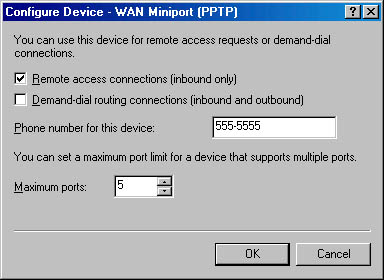 Configure Device - WAN Miniport (PPTP)
You can use this device for remote access requests or demand-dial
connections.
Remote access connections (inbound only)
Demand-dial routing connections (inbound and outbound)
Phone number for this device: 555-5555
You can set a maximum port limit for a device that supports multiple ports.
Maximum ports: 5
OK Cancel